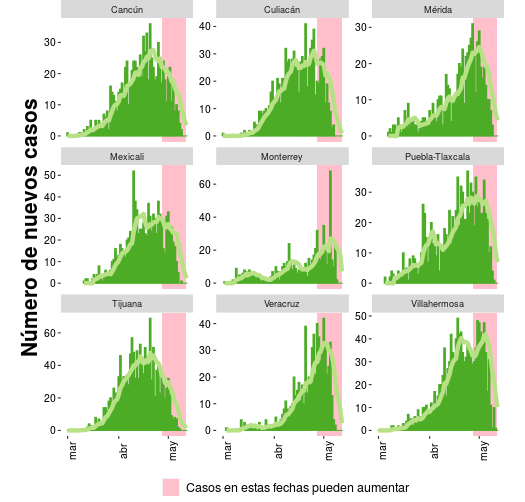 Número de nuevos casos
Cancún
Culiacán
Mérida
30
20
10
0
40
30
20
10
0
30
20
10
0
Mexicali
Monterrey
Puebla-Tlaxcala
50
40
30
20
10
0
60
40
20
0
30
20
10
0
Tijuana
Veracruz
Villahermosa
60
40
20
0
40
30
20
10
0
50
40
30
20
10
0
mar
abr
may
mar
abr
may
mar
abr
may
Casos en estas fechas pueden aumentar